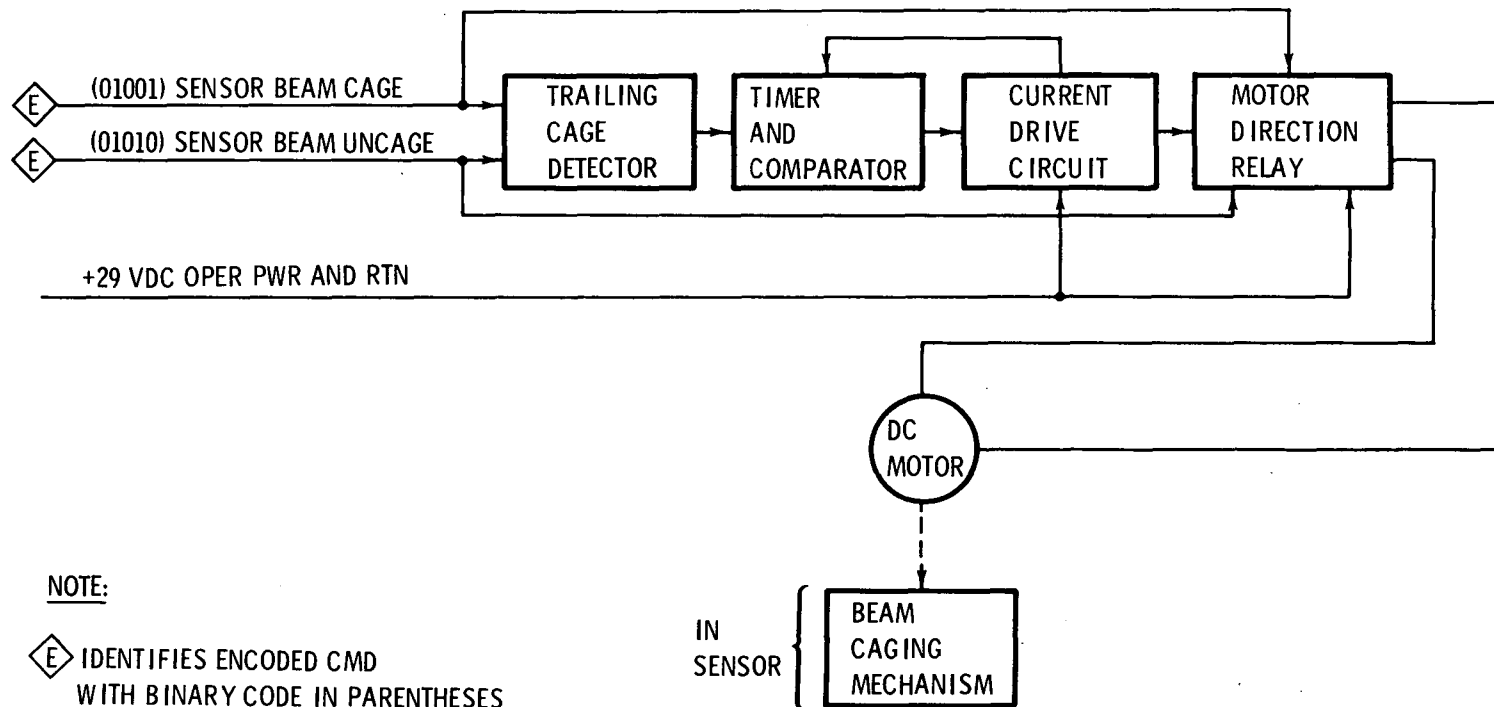 E (01001) SENSOR BEAM CAGE
E (01010) SENSOR BEAM UNCAGE
TRAILING
CAGE
DETECTOR
TIMER
AND
COMPARATOR
CURRENT
DRIVE
CIRCUIT
MOTOR
DIRECTION
RELAY
+29 VDC OPER PWR AND RTN
DC
MOTOR
NOTE:
E IDENTIFIES ENCODED CMD
WITH BINARY CODE IN PARENTHESES
IN
SENSOR
BEAM
CAGING
MECHANISM